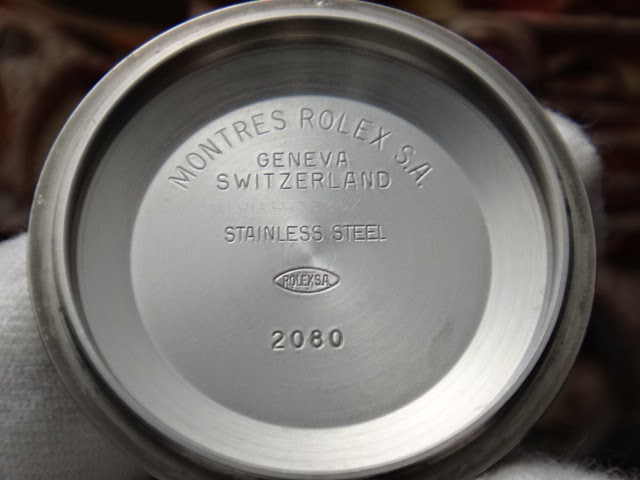 MONTRES ROLEX S.A.
GENEVA
SWITZERLAND
STAINLESS STEEL
ROLEX S.A.
2080